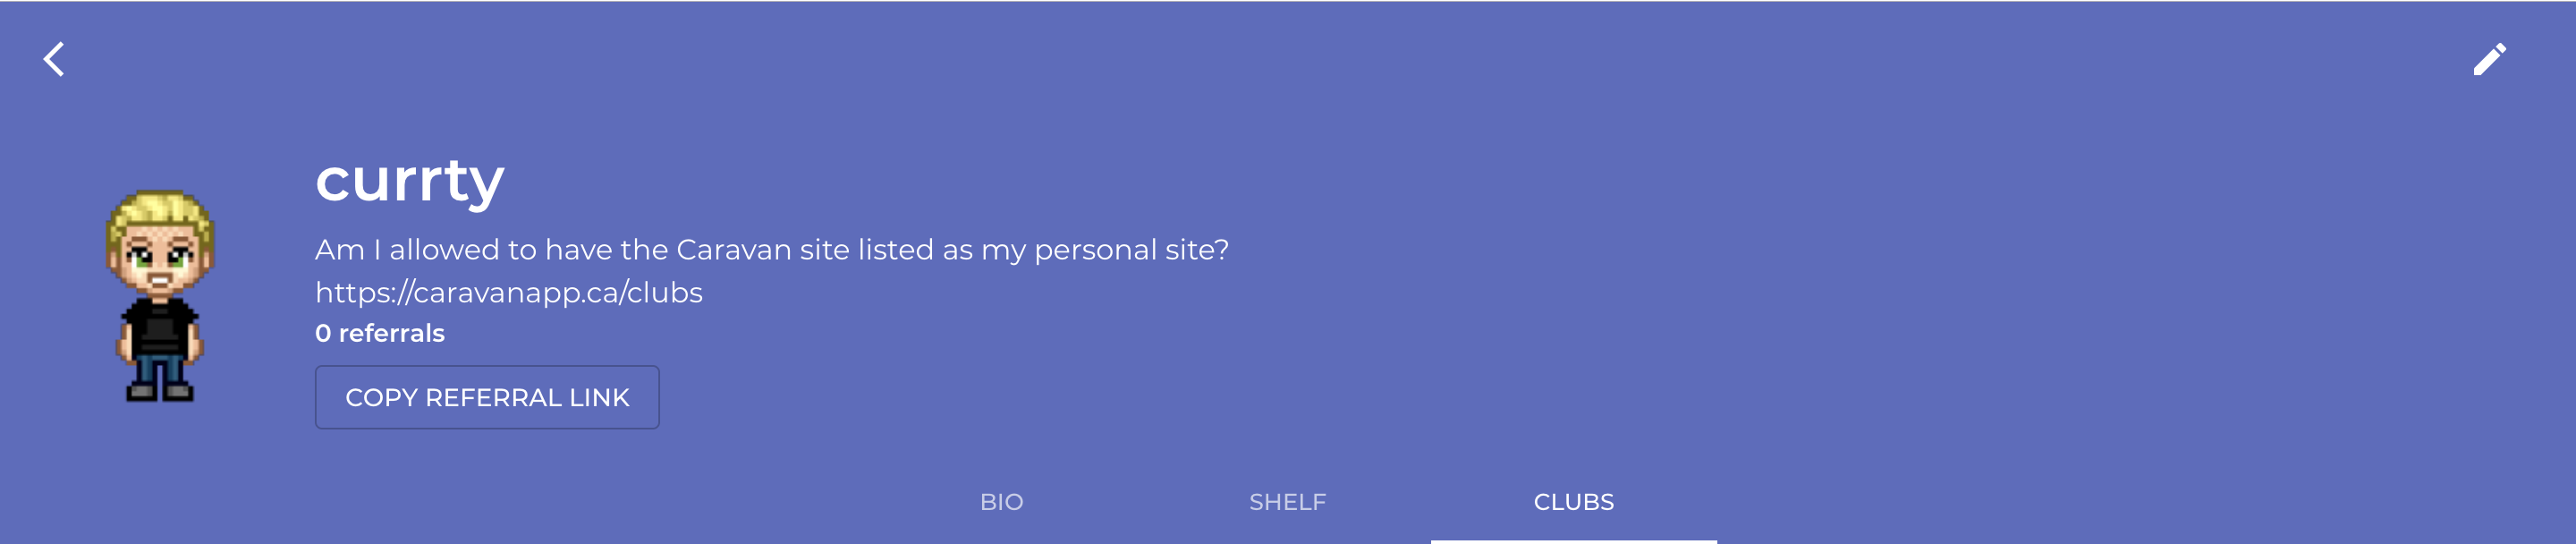 currty
Am I allowed to have the Caravan site listed as my personal site?
https://caravanapp.ca/clubs
0 referrals
COPY REFERRAL LINK
BIO
SHELF
CLUBS